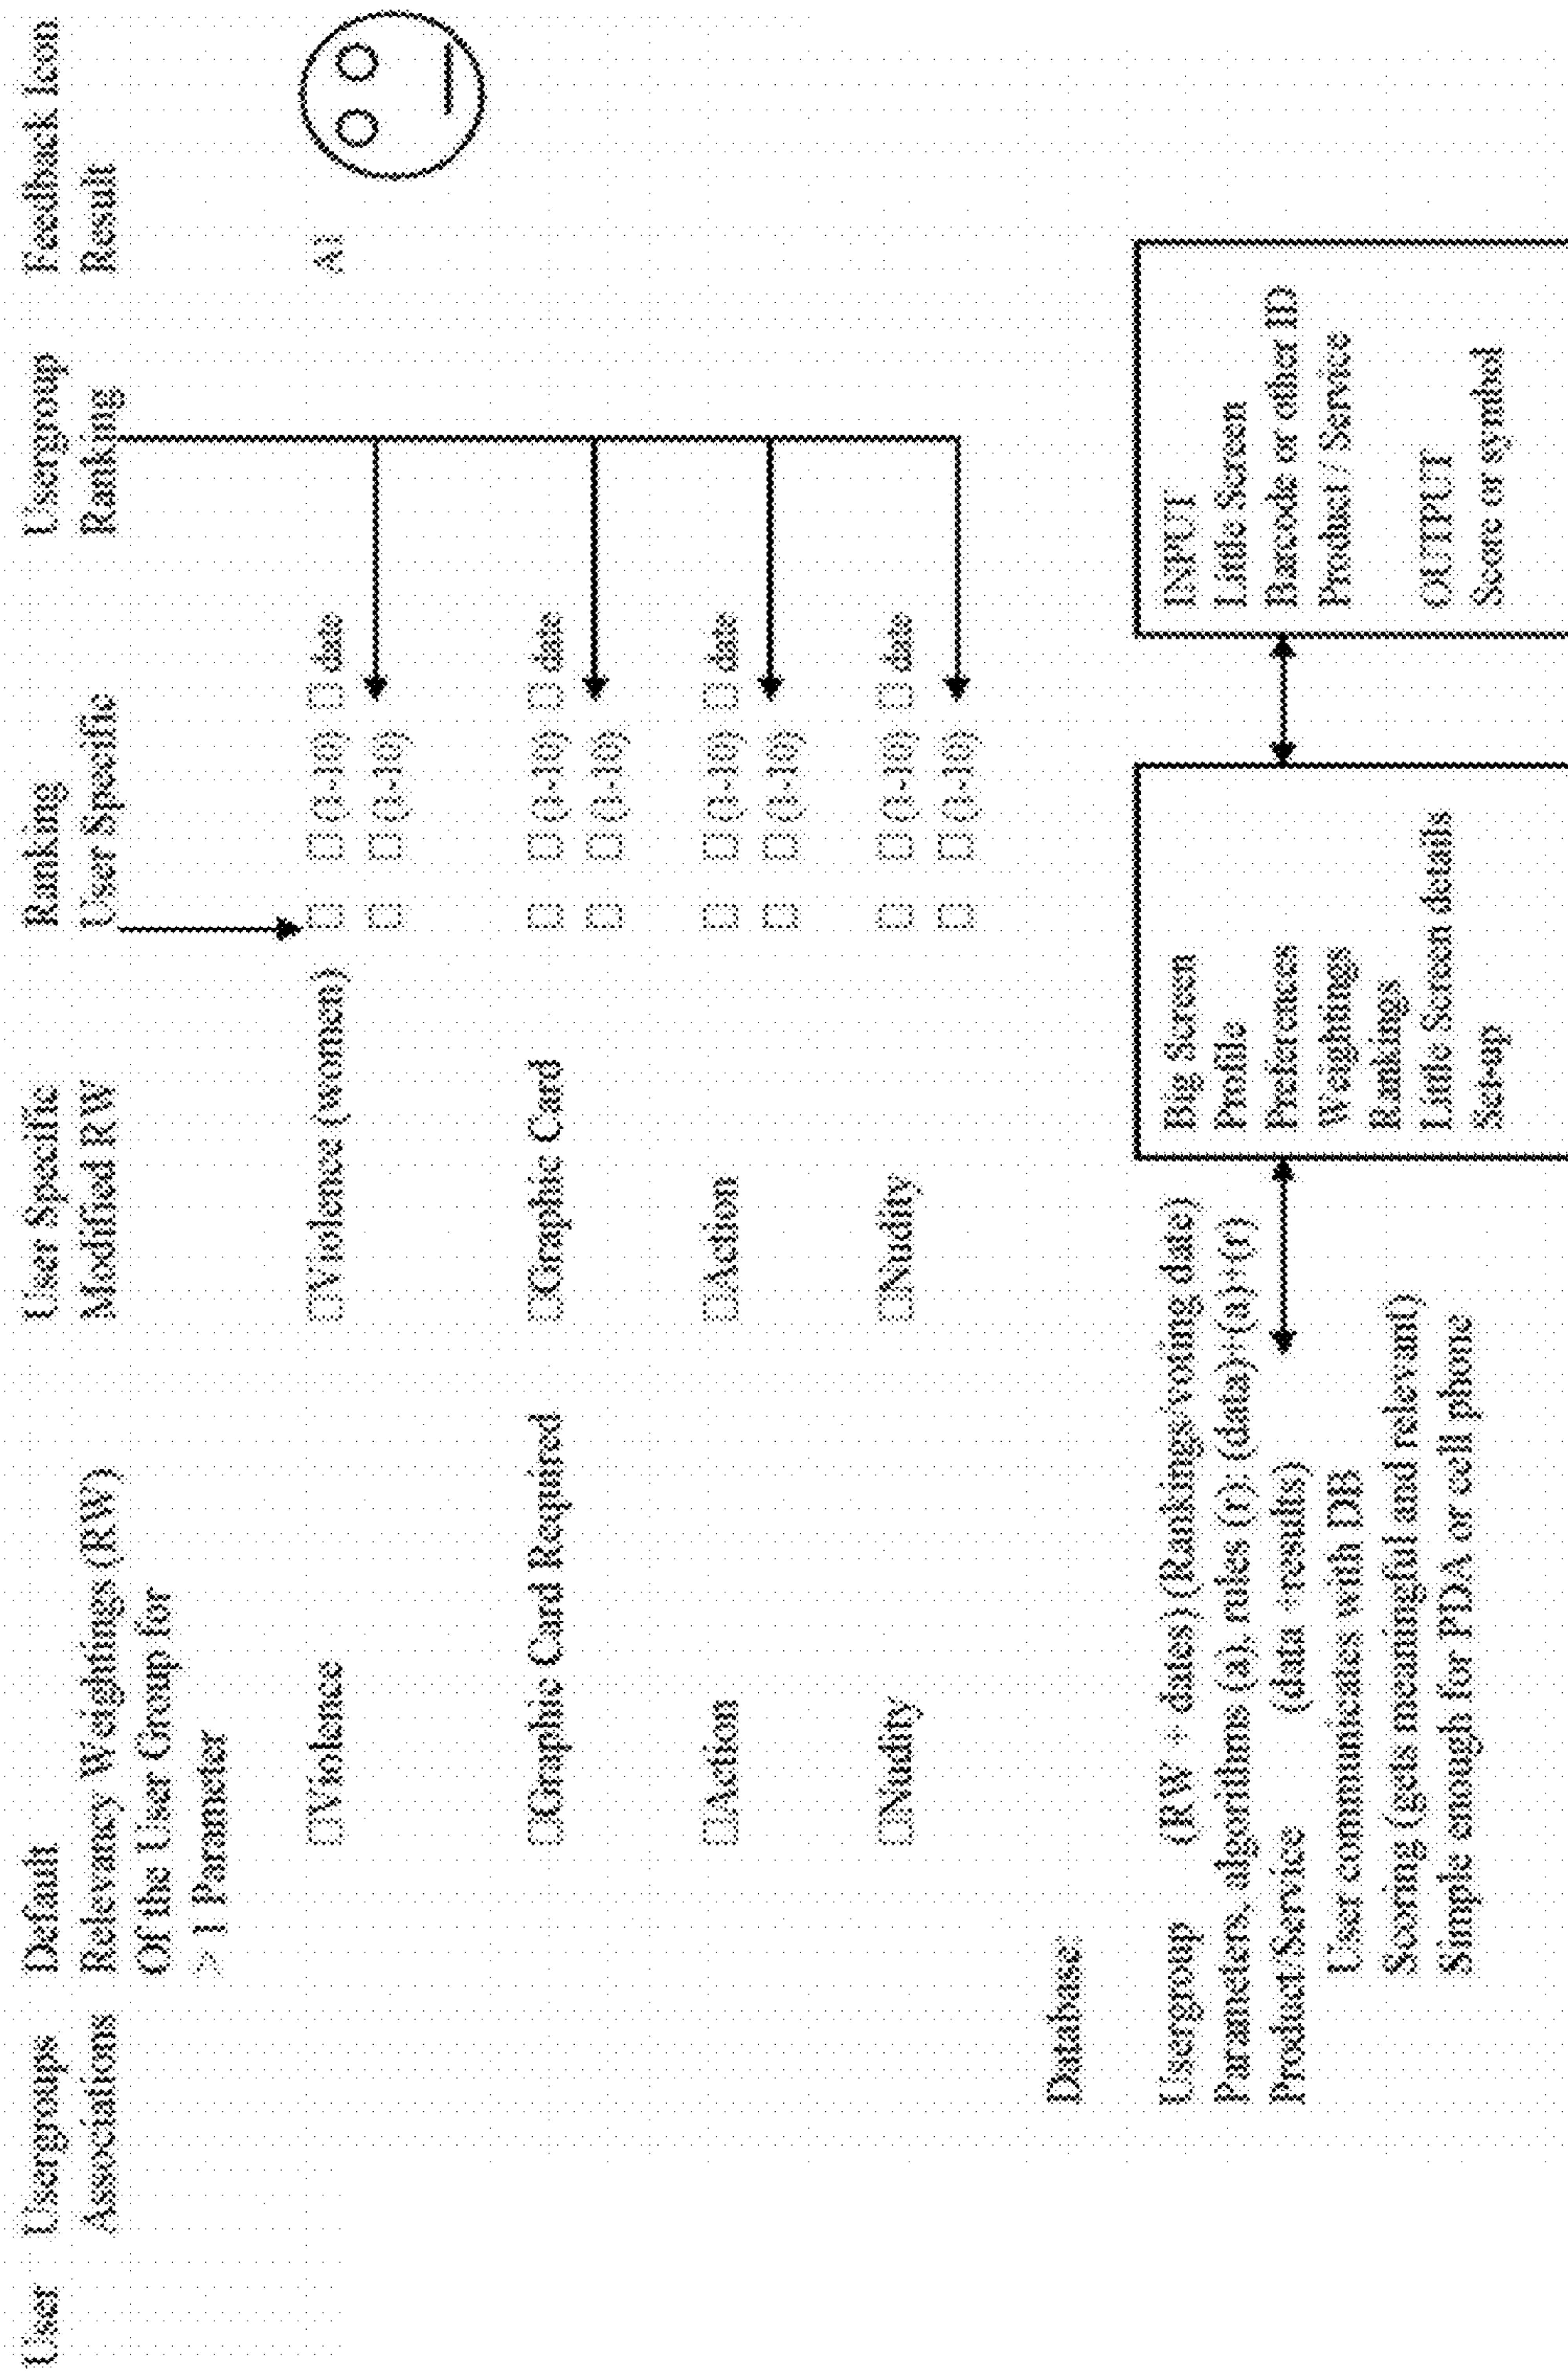 User Usergroups Default User Specific Ranking Usergroup Feedback Icon
Associations Relevancy Weightings (RW) Modified RW User Specific Ranking Result
Of the User Group for
> 1 Parameter
□Violence □Violence (women) □ □(1-10) □ date A1
□ □(1-10)
□Graphic Card Required □Graphic Card □ □(1-10) □ date
□ □(1-10)
□Action □Action □ □(1-10) □ date
□ □(1-10)
□Nudity □Nudity □ □(1-10) □ date
□ □(1-10)
Database:
Usergroup (RW + dates) (Rankings/voting date)
Parameters, algorithms (a), rules (r): (data)+(a)+(r)
Product/Service (data +results)
User communicates with DB
Scoring (gets meaningful and relevant)
Simple enough for PDA or cell phone
Big Screen
Profile
Preferences
Weightings
Rankings
Little Screen details
Set-up
INPUT
Little Screen
Barcode or other ID
Product / Service
OUTPUT
Score or symbol